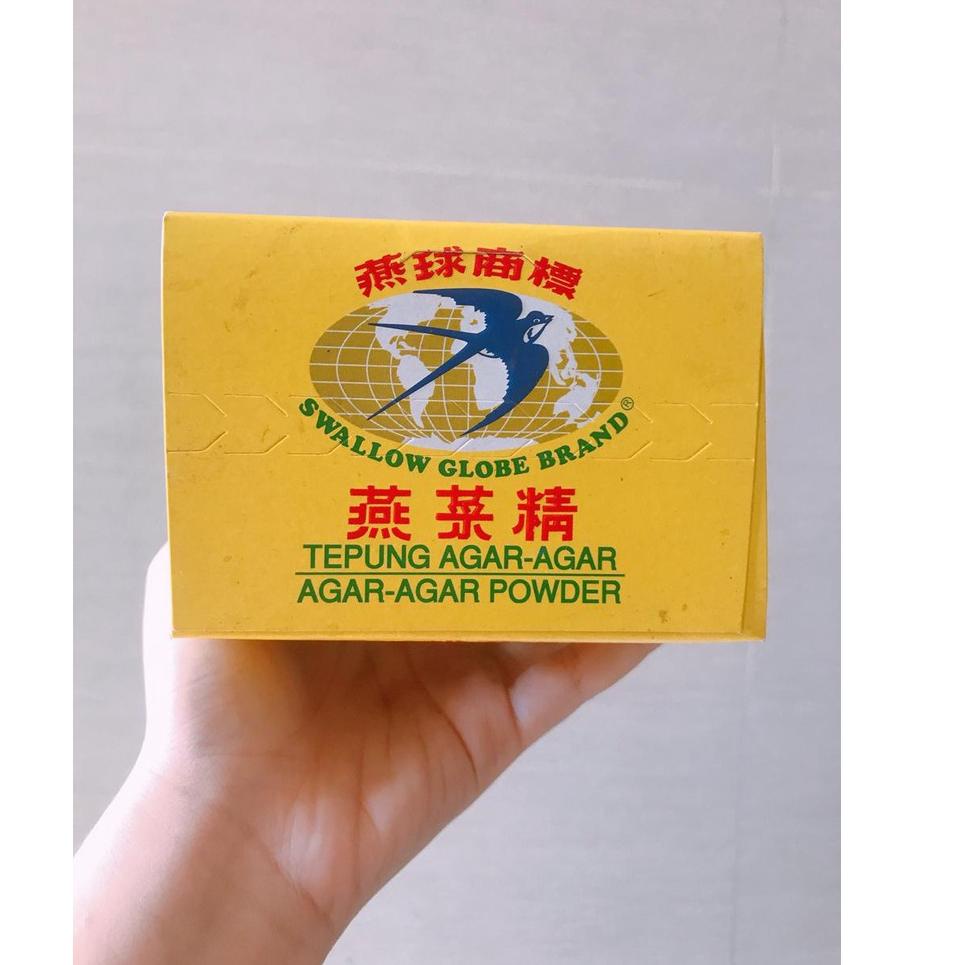 燕球商標
SWALLOW GLOBE BRAND®
燕菜精
TEPUNG AGAR-AGAR
AGAR-AGAR POWDER